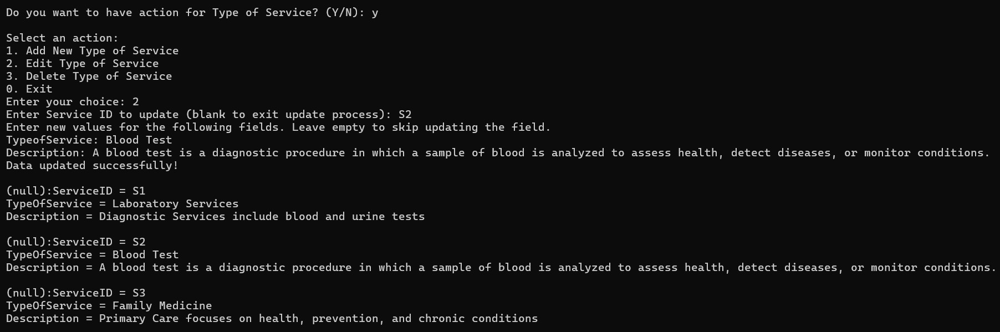 Do you want to have action for Type of Service? (Y/N): y
Select an action:
1. Add New Type of Service
2. Edit Type of Service
3. Delete Type of Service
0. Exit
Enter your choice: 2
Enter Service ID to update (blank to exit update process): S2
Enter new values for the following fields. Leave empty to skip updating the field.
TypeofService: Blood Test
Description: A blood test is a diagnostic procedure in which a sample of blood is analyzed to assess health, detect diseases, or monitor conditions.
Data updated successfully!
(null):ServiceID = S1
TypeOfService = Laboratory Services
Description = Diagnostic Services include blood and urine tests
(null):ServiceID = S2
TypeOfService = Blood Test
Description = A blood test is a diagnostic procedure in which a sample of blood is analyzed to assess health, detect diseases, or monitor conditions.
(null):ServiceID = S3
TypeOfService = Family Medicine
Description = Primary Care focuses on health, prevention, and chronic conditions